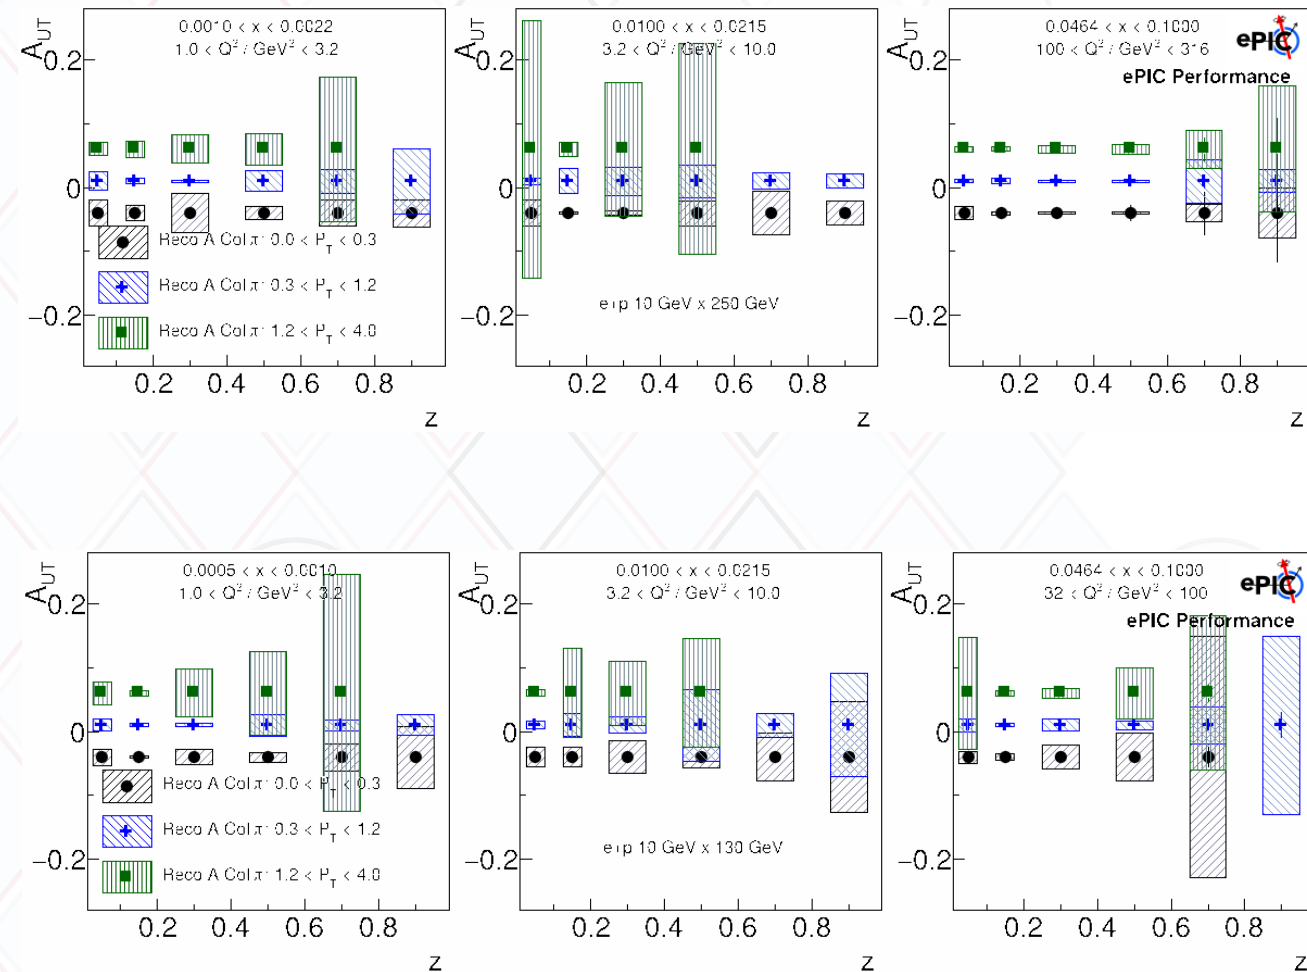 A_UT
0.0010 < x < 0.0022
1.0 < Q² / GeV² < 3.2
0.2
0
−0.2
Reco A Col π⁻ 0.0 < P_T < 0.3
Reco A Col π⁻ 0.3 < P_T < 1.2
Reco A Col π⁻ 1.2 < P_T < 4.0
0.2 0.4 0.6 0.8
z
A_UT
0.0100 < x < 0.0215
3.2 < Q² / GeV² < 10.0
0.2
0
−0.2
e+p 10 GeV x 250 GeV
0.2 0.4 0.6 0.8
z
A_UT
0.0464 < x < 0.1000
100 < Q² / GeV² < 316
ePIC
ePIC Performance
0.2
0
−0.2
0.2 0.4 0.6 0.8
z
A_UT
0.0005 < x < 0.0010
1.0 < Q² / GeV² < 3.2
0.2
0
−0.2
Reco A Col π⁻ 0.0 < P_T < 0.3
Reco A Col π⁻ 0.3 < P_T < 1.2
Reco A Col π⁻ 1.2 < P_T < 4.0
0.2 0.4 0.6 0.8
z
A_UT
0.0100 < x < 0.0215
3.2 < Q² / GeV² < 10.0
0.2
0
−0.2
e+p 10 GeV x 130 GeV
0.2 0.4 0.6 0.8
z
A_UT
0.0464 < x < 0.1000
32 < Q² / GeV² < 100
ePIC
ePIC Performance
0.2
0
−0.2
0.2 0.4 0.6 0.8
z